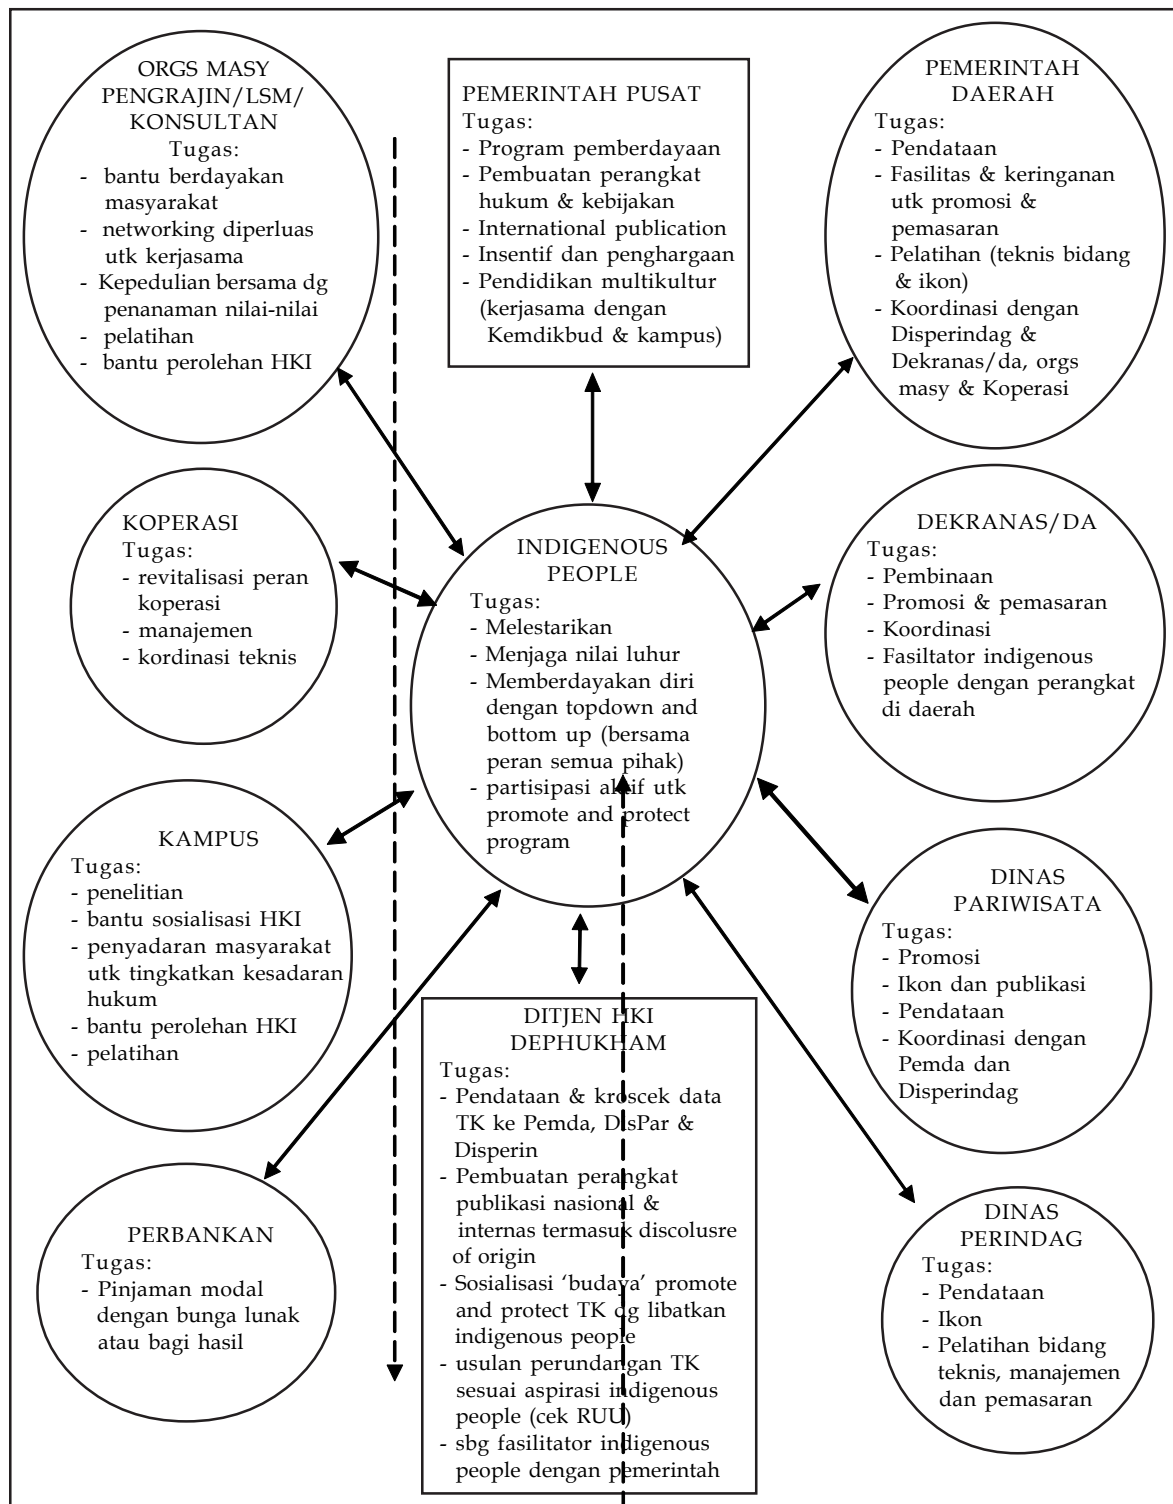 ORGS MASY
PENGRAJIN/LSM/
KONSULTAN
Tugas:
- bantu berdayakan
masyarakat
- networking diperluas
utk kerjasama
- Kepedulian bersama dg
penanaman nilai-nilai
- pelatihan
- bantu perolehan HKI
PEMERINTAH PUSAT
Tugas:
- Program pemberdayaan
- Pembuatan perangkat
hukum & kebijakan
- International publication
- Insentif dan penghargaan
- Pendidikan multikultur
(kerjasama dengan
Kemdikbud & kampus)
PEMERINTAH
DAERAH
Tugas:
- Pendataan
- Fasilitas & keringanan
utk promosi &
pemasaran
- Pelatihan (teknis bidang
& ikon)
- Koordinasi dengan
Disperindag &
Dekranas/da, orgs
masy & Koperasi
KOPERASI
Tugas:
- revitalisasi peran
koperasi
- manajemen
- kordinasi teknis
INDIGENOUS
PEOPLE
Tugas:
- Melestarikan
- Menjaga nilai luhur
- Memberdayakan diri
dengan topdown and
bottom up (bersama
peran semua pihak)
- partisipasi aktif utk
promote and protect
program
DEKRANAS/DA
Tugas:
- Pembinaan
- Promosi & pemasaran
- Koordinasi
- Fasiltator indigenous
people dengan perangkat
di daerah
KAMPUS
Tugas:
- penelitian
- bantu sosialisasi HKI
- penyadaran masyarakat
utk tingkatkan kesadaran
hukum
- bantu perolehan HKI
- pelatihan
DINAS
PARIWISATA
Tugas:
- Promosi
- Ikon dan publikasi
- Pendataan
- Koordinasi dengan
Pemda dan
Disperindag
PERBANKAN
Tugas:
- Pinjaman modal
dengan bunga lunak
atau bagi hasil
DITJEN HKI
DEPHUKHAM
Tugas:
- Pendataan & kroscek data
TK ke Pemda, DisPar &
Disperin
- Pembuatan perangkat
publikasi nasional &
internas termasuk discolusre
of origin
- Sosialisasi ‘budaya’ promote
and protect TK dg libatkan
indigenous people
- usulan perundangan TK
sesuai aspirasi indigenous
people (cek RUU)
- sbg fasilitator indigenous
people dengan pemerintah
DINAS
PERINDAG
Tugas:
- Pendataan
- Ikon
- Pelatihan bidang
teknis, manajemen
dan pemasaran